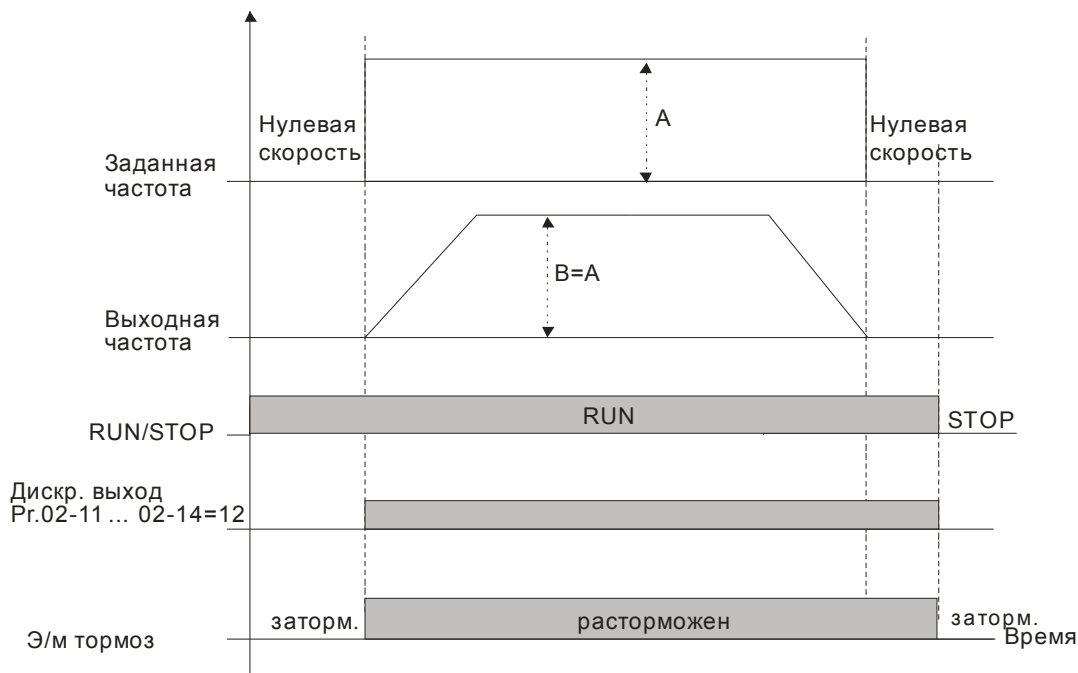 Нулевая
скорость
A
Нулевая
скорость
Заданная
частота
B=A
Выходная
частота
RUN
RUN/STOP
STOP
Дискр. выход
Pr.02-11 ... 02-14=12
заторм.
расторможен
заторм.
Э/м тормоз
Время